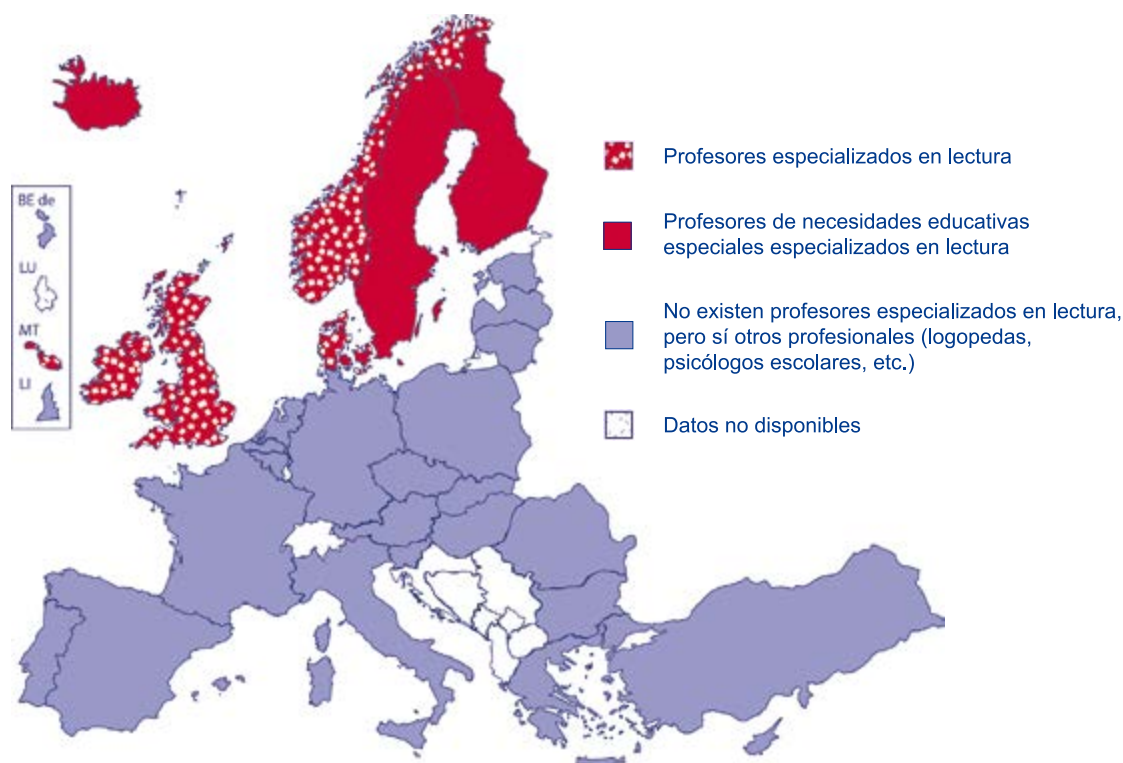 BE de
LU
MT
LI
Profesores especializados en lectura
Profesores de necesidades educativas
especiales especializados en lectura
No existen profesores especializados en lectura,
pero sí otros profesionales (logopedas,
psicólogos escolares, etc.)
Datos no disponibles